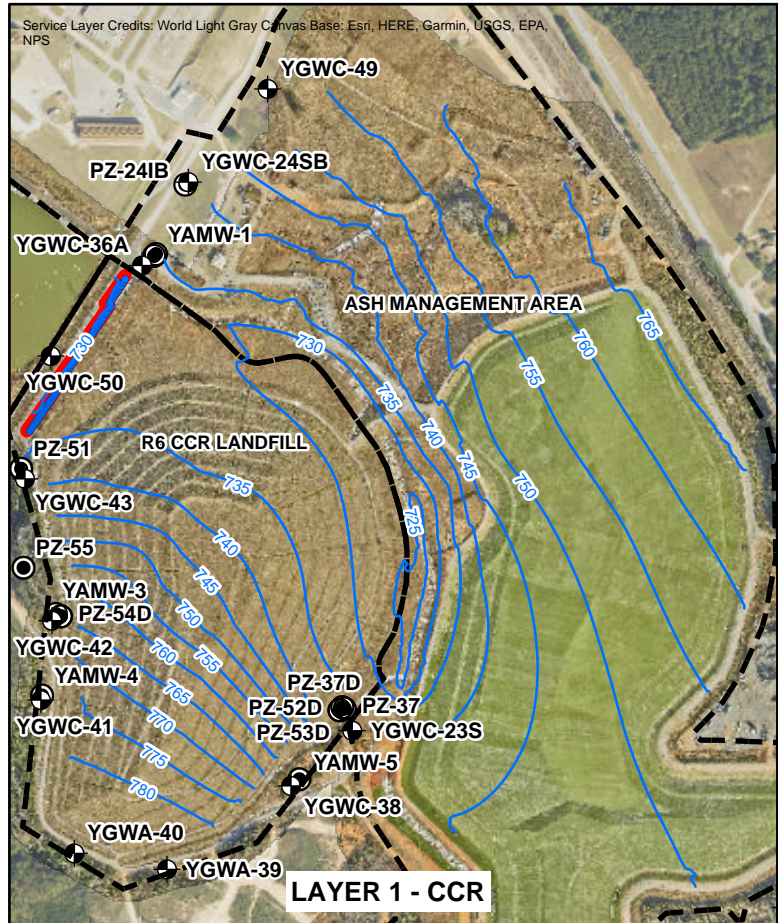 Service Layer Credits: World Light Gray Canvas Base: Esri, HERE, Garmin, USGS, EPA,
NPS
YGWC-49
PZ-24IB
YGWC-24SB
YGWC-36A
YAMW-1
ASH MANAGEMENT AREA
765
760
755
730
730
735
740
745
750
YGWC-50
R6 CCR LANDFILL
PZ-51
735
YGWC-43
725
740
PZ-55
745
YAMW-3
750
PZ-54D
755
760
YGWC-42
765
YAMW-4
770
PZ-37D
PZ-52D
PZ-37
YGWC-41
PZ-53D
YGWC-23S
775
YAMW-5
780
YGWC-38
YGWA-40
YGWA-39
LAYER 1 - CCR